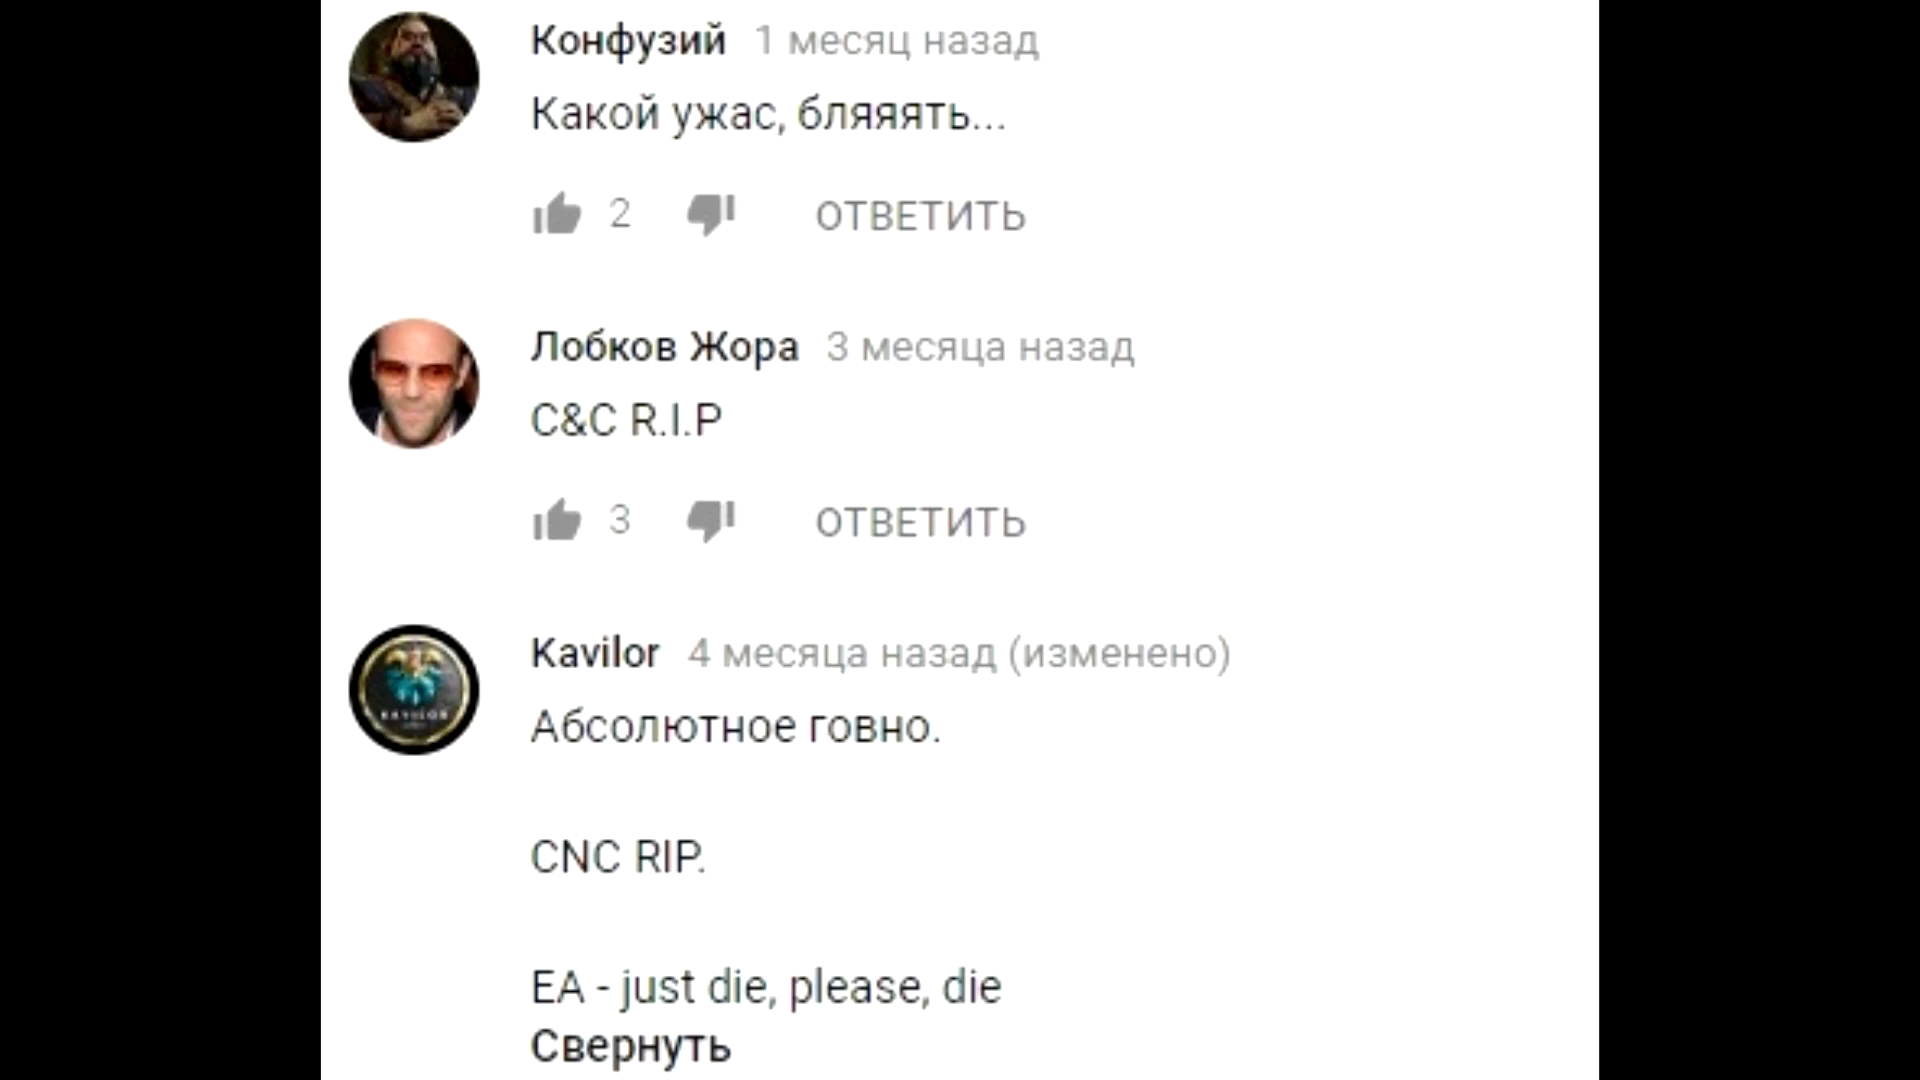 Конфузий 1 месяц назад
Какой ужас, бляяять...
2 ОТВЕТИТЬ
Лобков Жора 3 месяца назад
C&C R.I.P
3 ОТВЕТИТЬ
Kavilor 4 месяца назад (изменено)
Абсолютное говно.
CNC RIP.
EA - just die, please, die
Свернуть